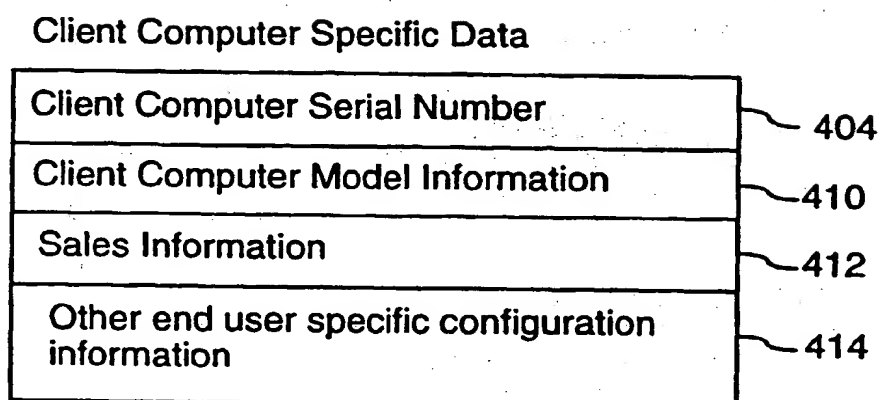 Client Computer Specific Data
Client Computer Serial Number
404
Client Computer Model Information
410
Sales Information
412
Other end user specific configuration
information
414